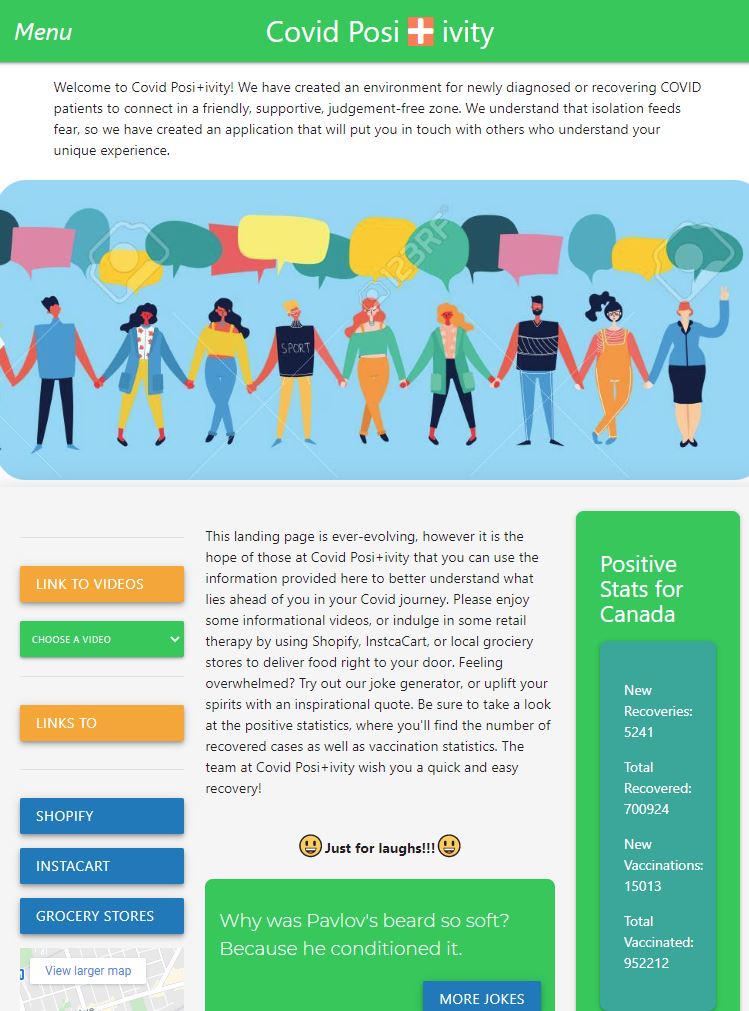 Menu
Covid Posi ivity
Welcome to Covid Posi+ivity! We have created an environment for newly diagnosed or recovering COVID
patients to connect in a friendly, supportive, judgement-free zone. We understand that isolation feeds
fear, so we have created an application that will put you in touch with others who understand your
unique experience.
123RF
SPORT
LINK TO VIDEOS
CHOOSE A VIDEO
LINKS TO
SHOPIFY
INSTACART
GROCERY STORES
View larger map
This landing page is ever-evolving, however it is the
hope of those at Covid Posi+ivity that you can use the
information provided here to better understand what
lies ahead of you in your Covid journey. Please enjoy
some informational videos, or indulge in some retail
therapy by using Shopify, InstcaCart, or local grociery
stores to deliver food right to your door. Feeling
overwhelmed? Try out our joke generator, or uplift your
spirits with an inspirational quote. Be sure to take a look
at the positive statistics, where you'll find the number of
recovered cases as well as vaccination statistics. The
team at Covid Posi+ivity wish you a quick and easy
recovery!
Just for laughs!!!
Why was Pavlov's beard so soft?
Because he conditioned it.
MORE JOKES
Positive
Stats for
Canada
New
Recoveries:
5241
Total
Recovered:
700924
New
Vaccinations:
15013
Total
Vaccinated:
952212